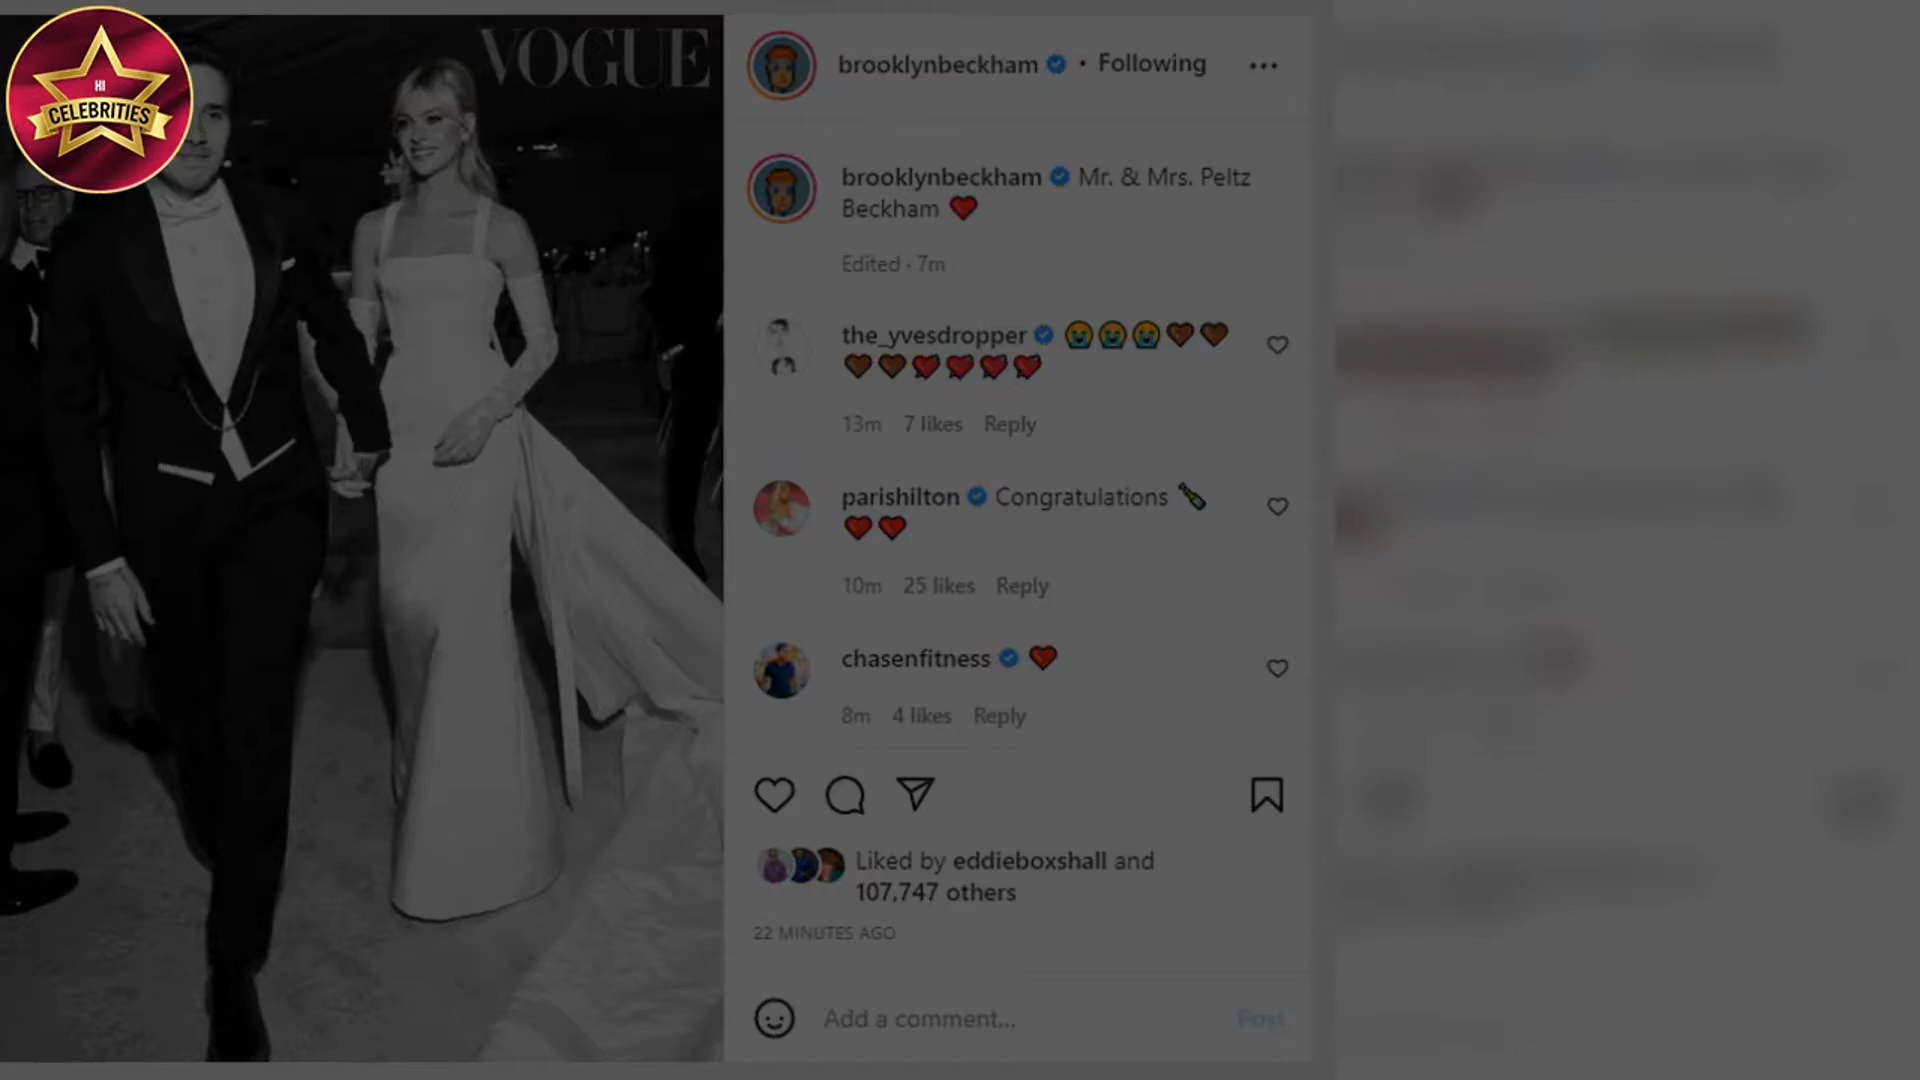 HI
CELEBRITIES
VOGUE
brooklynbeckham • Following
brooklynbeckham Mr. & Mrs. Peltz
Beckham ❤️
Edited · 7m
the_yvesdropper 😭😭😭🤎🤎
🤎🤎💘💘💘💘
13m 7 likes Reply
parishilton Congratulations 🍾
❤️❤️
10m 25 likes Reply
chasenfitness ❤️
8m 4 likes Reply
Liked by eddieboxshall and
107,747 others
22 MINUTES AGO
Add a comment...
Post